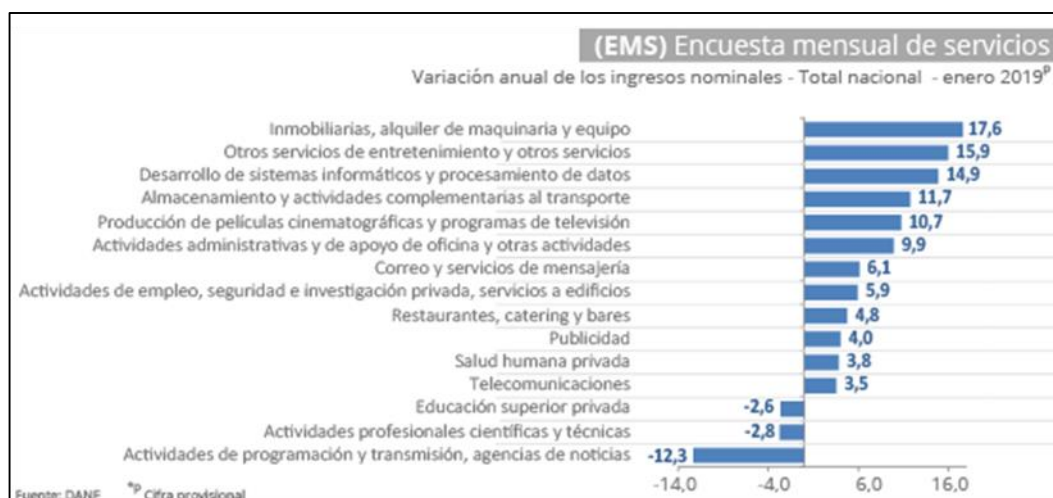 (EMS) Encuesta mensual de servicios
Variación anual de los ingresos nominales - Total nacional - enero 2019p
Inmobiliarias, alquiler de maquinaria y equipo 17,6
Otros servicios de entretenimiento y otros servicios 15,9
Desarrollo de sistemas informáticos y procesamiento de datos 14,9
Almacenamiento y actividades complementarias al transporte 11,7
Producción de películas cinematográficas y programas de televisión 10,7
Actividades administrativas y de apoyo de oficina y otras actividades 9,9
Correo y servicios de mensajería 6,1
Actividades de empleo, seguridad e investigación privada, servicios a edificios 5,9
Restaurantes, catering y bares 4,8
Publicidad 4,0
Salud humana privada 3,8
Telecomunicaciones 3,5
Educación superior privada -2,6
Actividades profesionales científicas y técnicas -2,8
Actividades de programación y transmisión, agencias de noticias -12,3
-14,0 -4,0 6,0 16,0
Fuente: DANE *p Cifra provisional